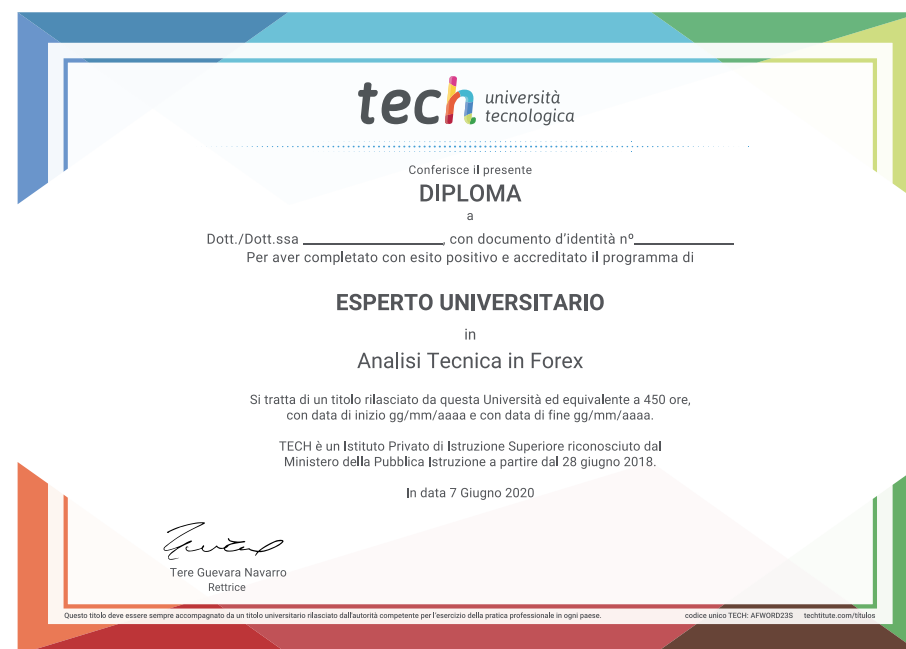 tech università
tecnologica
Conferisce il presente
DIPLOMA
a
Dott./Dott.ssa ____________________, con documento d'identità nº______________
Per aver completato con esito positivo e accreditato il programma di
ESPERTO UNIVERSITARIO
in
Analisi Tecnica in Forex
Si tratta di un titolo rilasciato da questa Università ed equivalente a 450 ore,
con data di inizio gg/mm/aaaa e con data di fine gg/mm/aaaa.
TECH è un Istituto Privato di Istruzione Superiore riconosciuto dal
Ministero della Pubblica Istruzione a partire dal 28 giugno 2018.
In data 7 Giugno 2020
Tere Guevara Navarro
Rettrice
Questo titolo deve essere sempre accompagnato da un titolo universitario rilasciato dall'autorità competente per l'esercizio della pratica professionale in ogni paese. codice unico TECH: AFWORD23S techtitute.com/titulos